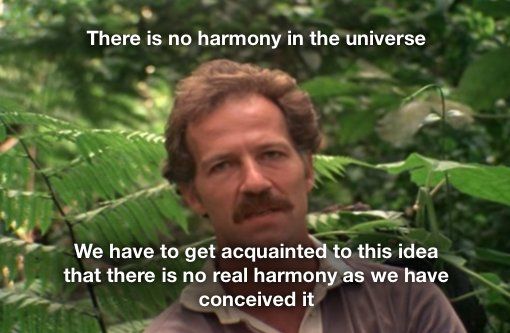 There is no harmony in the universe
We have to get acquainted to this idea
that there is no real harmony as we have
conceived it